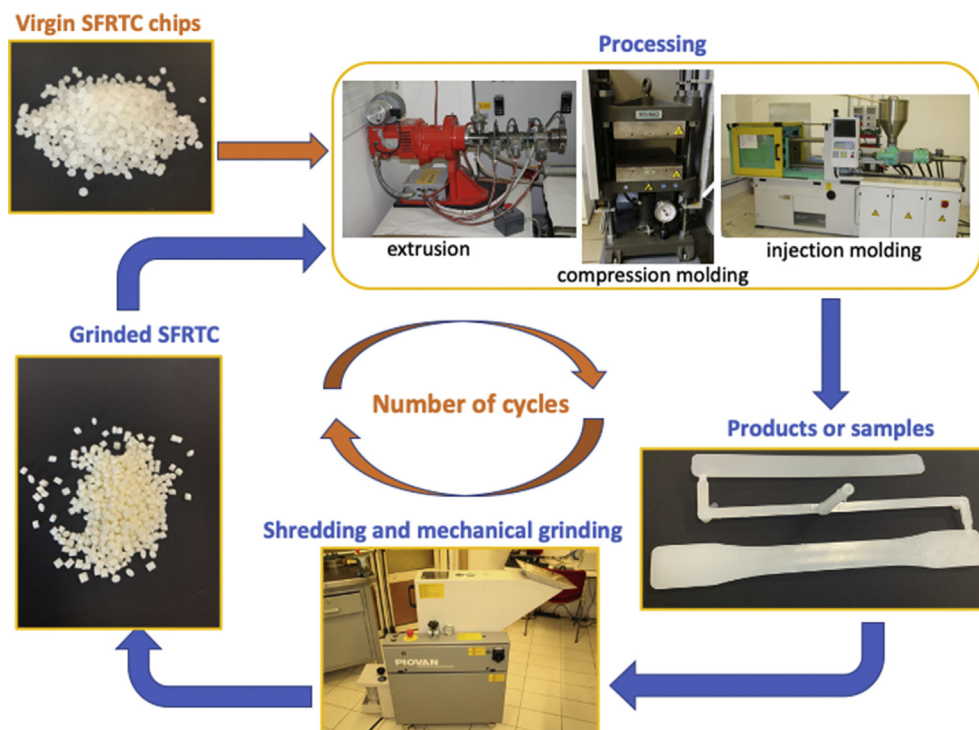 Virgin SFRTC chips
Processing
extrusion
compression molding
injection molding
Grinded SFRTC
Number of cycles
Products or samples
Shredding and mechanical grinding
PIOVAN